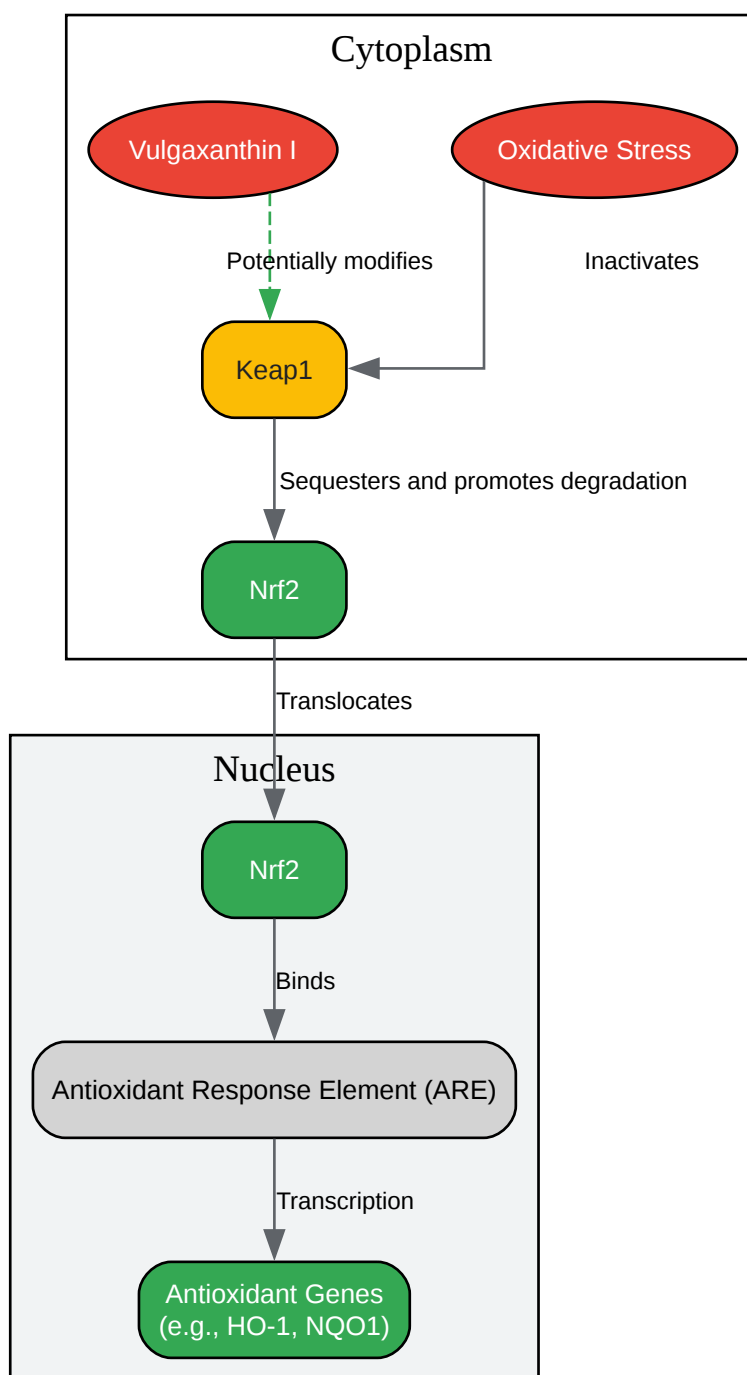 Cytoplasm
Vulgaxanthin I
Oxidative Stress
Potentially modifies
Inactivates
Keap1
Sequesters and promotes degradation
Nrf2
Translocates
Nucleus
Nrf2
Binds
Antioxidant Response Element (ARE)
Transcription
Antioxidant Genes
(e.g., HO-1, NQO1)